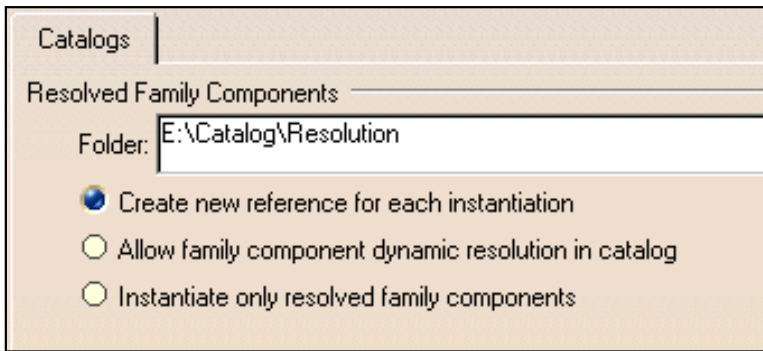 Catalogs
Resolved Family Components
Folder: E:\Catalog\Resolution
Create new reference for each instantiation
Allow family component dynamic resolution in catalog
Instantiate only resolved family components